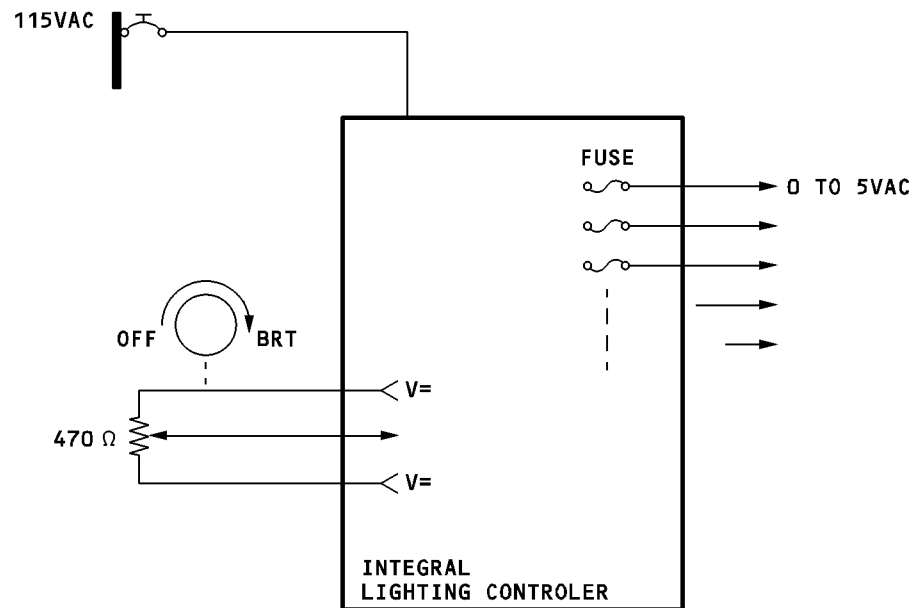 115VAC
FUSE
0 TO 5VAC
OFF
BRT
V=
470 Ω
V=
INTEGRAL
LIGHTING CONTROLER